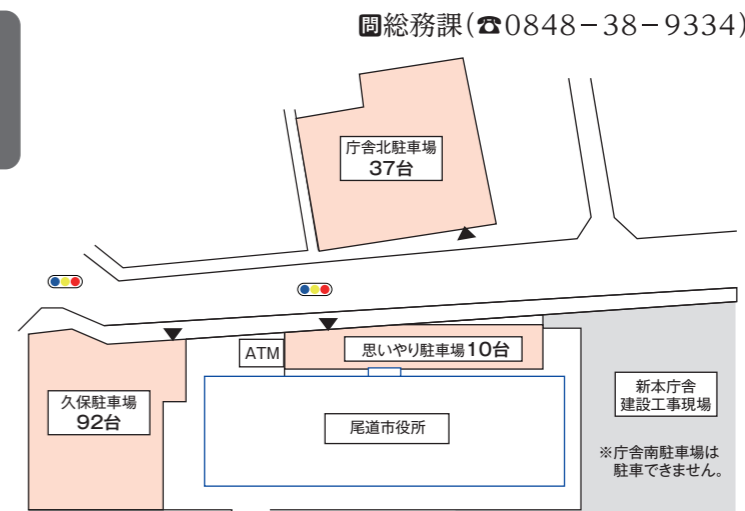 問総務課(☎0848-38-9334)
庁舎北駐車場
37台
ATM
思いやり駐車場10台
久保駐車場
92台
尾道市役所
新本庁舎
建設工事現場
※庁舎南駐車場は
駐車できません。